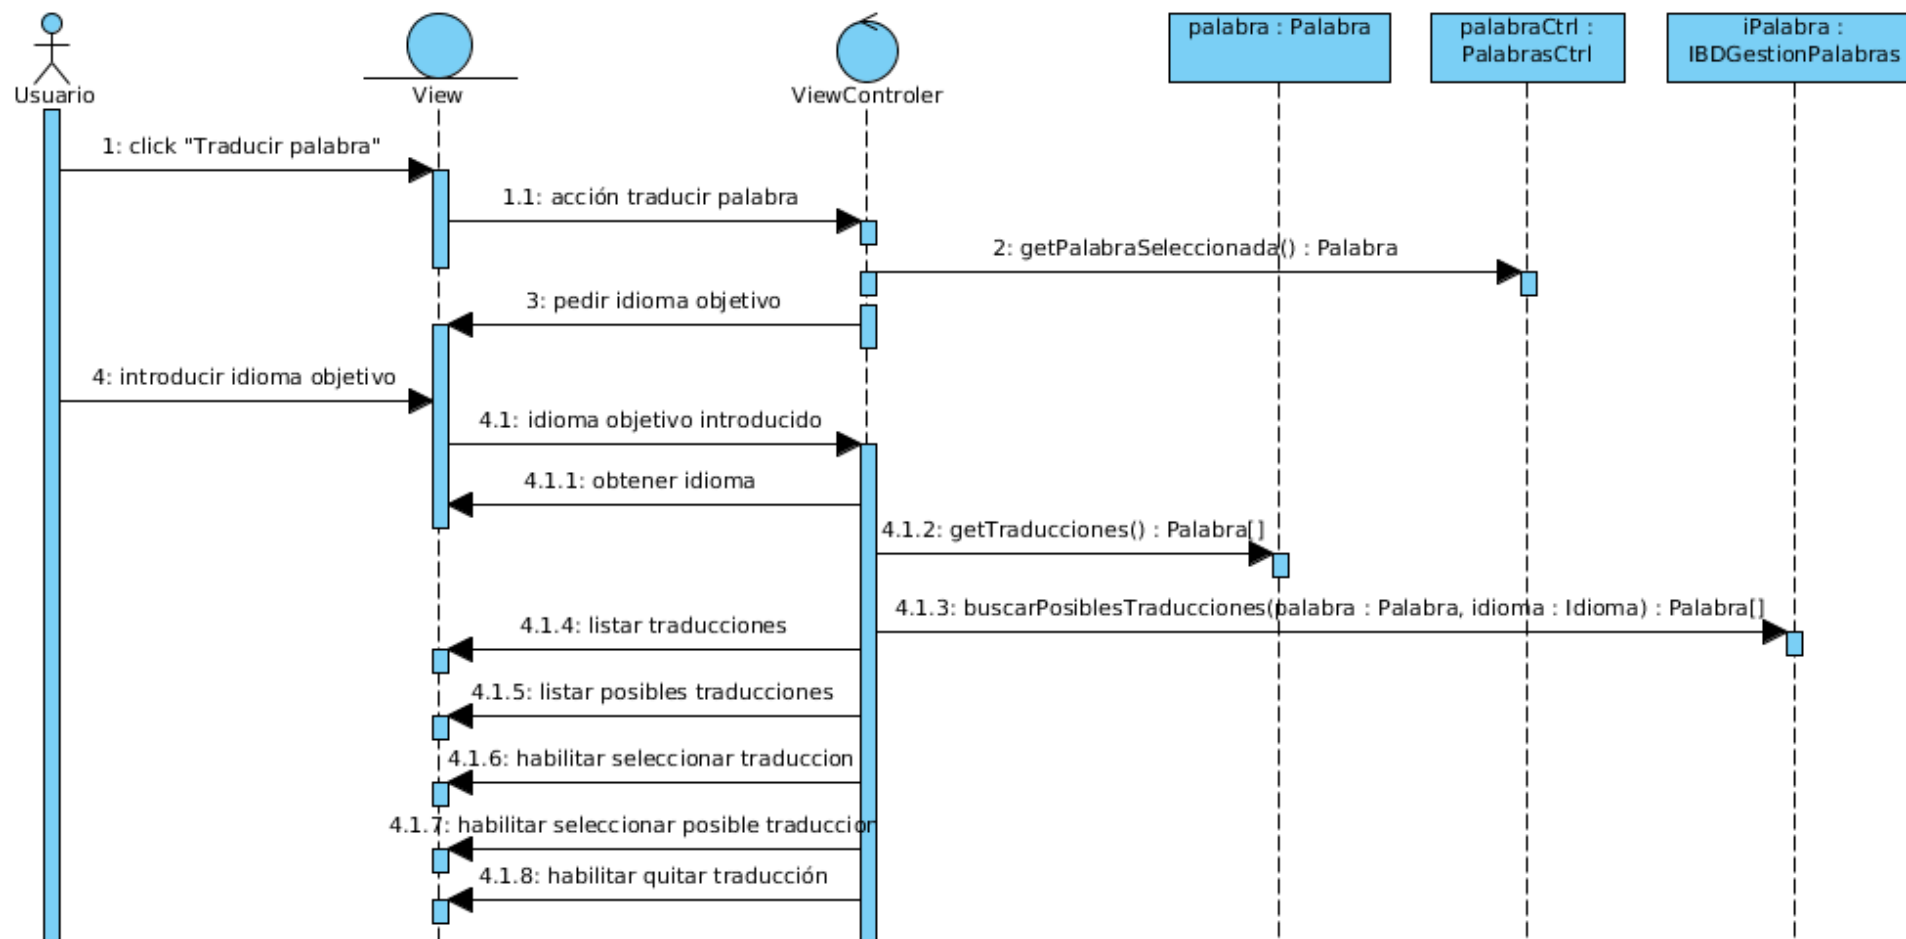 palabra : Palabra
palabraCtrl :
PalabrasCtrl
iPalabra :
IBDGestionPalabras
Usuario
View
ViewControler
1: click "Traducir palabra"
1.1: acción traducir palabra
2: getPalabraSeleccionada() : Palabra
3: pedir idioma objetivo
4: introducir idioma objetivo
4.1: idioma objetivo introducido
4.1.1: obtener idioma
4.1.2: getTraducciones() : Palabra[]
4.1.3: buscarPosiblesTraducciones(palabra : Palabra, idioma : Idioma) : Palabra[]
4.1.4: listar traducciones
4.1.5: listar posibles traducciones
4.1.6: habilitar seleccionar traduccion
4.1.7: habilitar seleccionar posible traduccion
4.1.8: habilitar quitar traducción